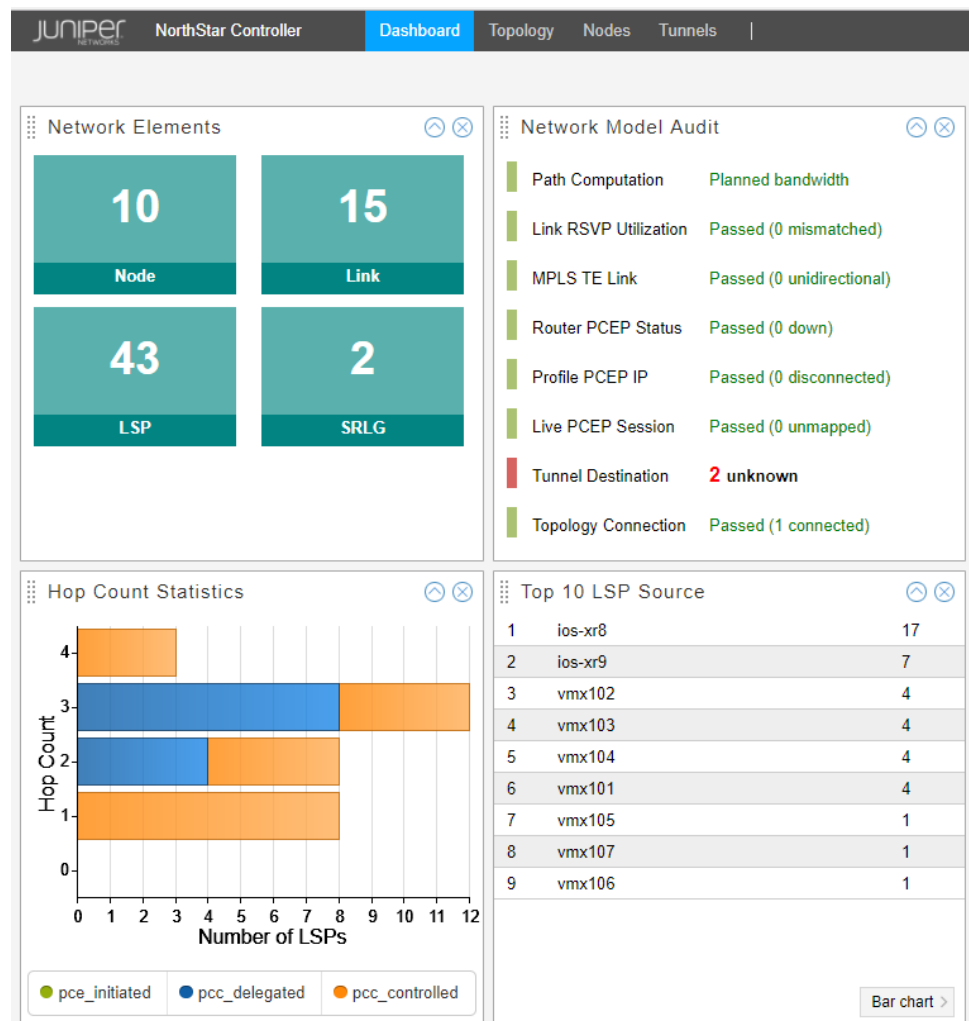 JUNIPER NETWORKS NorthStar Controller Dashboard Topology Nodes Tunnels |
Network Elements
10
Node
15
Link
43
LSP
2
SRLG
Network Model Audit
Path Computation Planned bandwidth
Link RSVP Utilization Passed (0 mismatched)
MPLS TE Link Passed (0 unidirectional)
Router PCEP Status Passed (0 down)
Profile PCEP IP Passed (0 disconnected)
Live PCEP Session Passed (0 unmapped)
Tunnel Destination 2 unknown
Topology Connection Passed (1 connected)
Hop Count Statistics
Hop Count
4
3
2
1
0
0 1 2 3 4 5 6 7 8 9 10 11 12
Number of LSPs
pce_initiated pcc_delegated pcc_controlled
Top 10 LSP Source
1 ios-xr8 17
2 ios-xr9 7
3 vmx102 4
4 vmx103 4
5 vmx104 4
6 vmx101 4
7 vmx105 1
8 vmx107 1
9 vmx106 1
Bar chart >